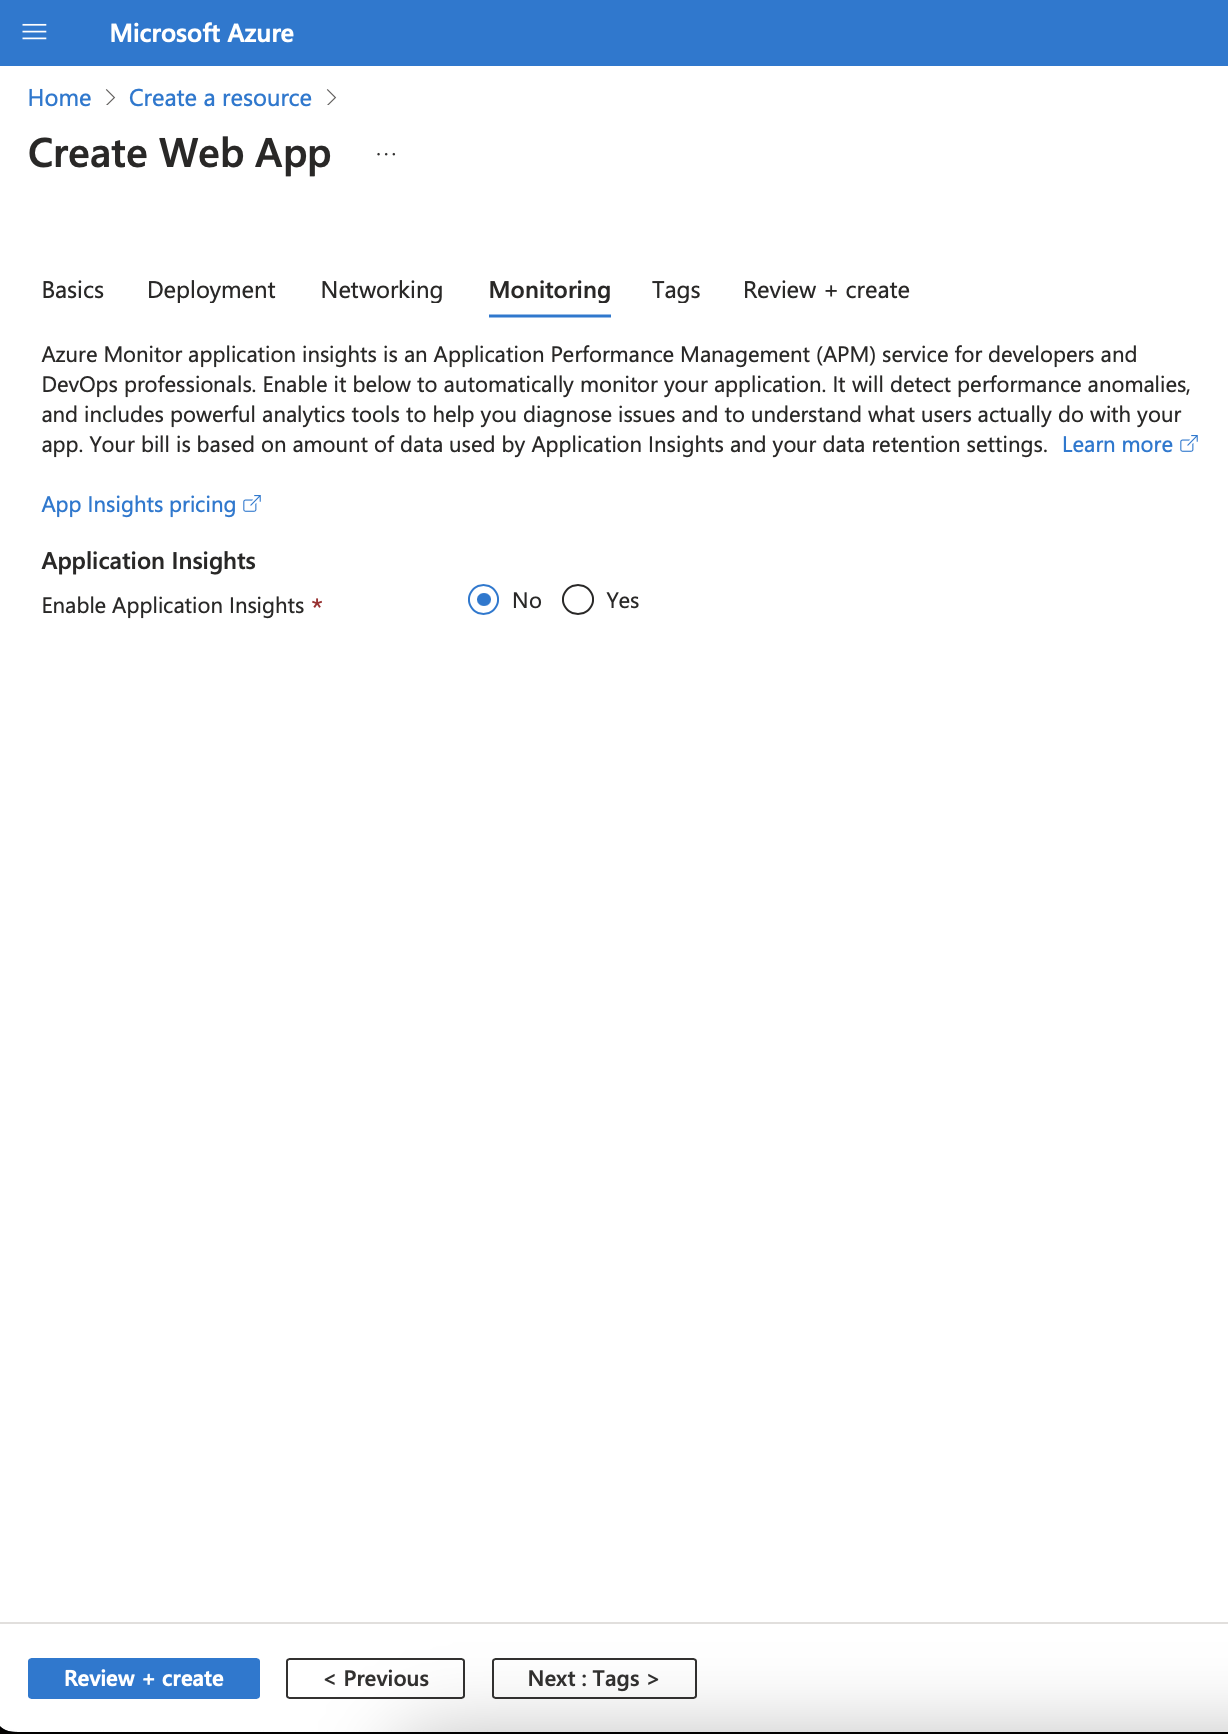 Microsoft Azure
Home > Create a resource >
Create Web App ...
Basics Deployment Networking Monitoring Tags Review + create
Azure Monitor application insights is an Application Performance Management (APM) service for developers and
DevOps professionals. Enable it below to automatically monitor your application. It will detect performance anomalies,
and includes powerful analytics tools to help you diagnose issues and to understand what users actually do with your
app. Your bill is based on amount of data used by Application Insights and your data retention settings. Learn more
App Insights pricing
Application Insights
Enable Application Insights * No Yes
Review + create < Previous Next : Tags >